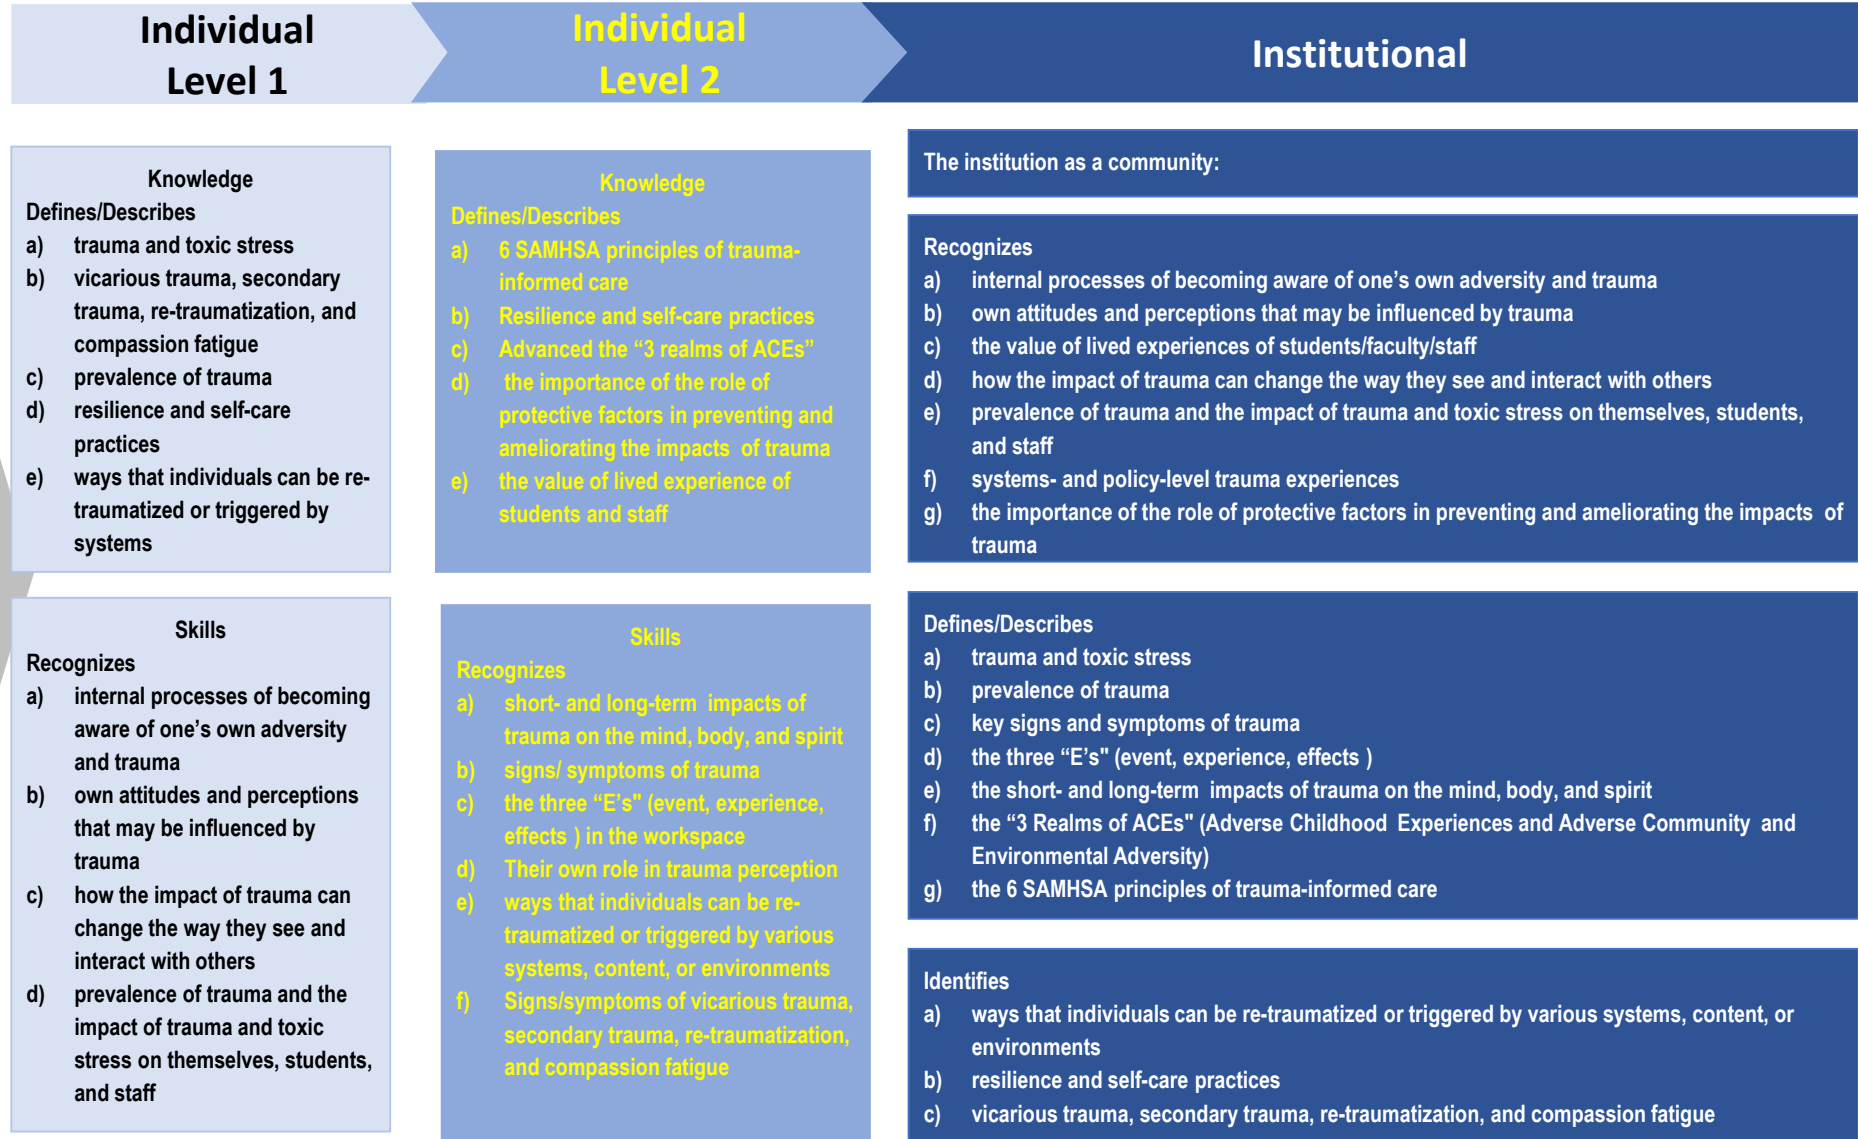 Individual
Level 1
Individual
Level 2
Institutional
Knowledge
Defines/Describes
a) trauma and toxic stress
b) vicarious trauma, secondary
trauma, re-traumatization, and
compassion fatigue
c) prevalence of trauma
d) resilience and self-care
practices
e) ways that individuals can be re-
traumatized or triggered by
systems
Skills
Recognizes
a) internal processes of becoming
aware of one’s own adversity
and trauma
b) own attitudes and perceptions
that may be influenced by
trauma
c) how the impact of trauma can
change the way they see and
interact with others
d) prevalence of trauma and the
impact of trauma and toxic
stress on themselves, students,
and staff
Knowledge
Defines/Describes
a) 6 SAMHSA principles of trauma-
informed care
b) Resilience and self-care practices
c) Advanced the “3 realms of ACEs”
d) the importance of the role of
protective factors in preventing and
ameliorating the impacts of trauma
e) the value of lived experience of
students and staff
Skills
Recognizes
a) short- and long-term impacts of
trauma on the mind, body, and spirit
b) signs/ symptoms of trauma
c) the three “E’s" (event, experience,
effects ) in the workspace
d) Their own role in trauma perception
e) ways that individuals can be re-
traumatized or triggered by various
systems, content, or environments
f) Signs/symptoms of vicarious trauma,
secondary trauma, re-traumatization,
and compassion fatigue
The institution as a community:
Recognizes
a) internal processes of becoming aware of one’s own adversity and trauma
b) own attitudes and perceptions that may be influenced by trauma
c) the value of lived experiences of students/faculty/staff
d) how the impact of trauma can change the way they see and interact with others
e) prevalence of trauma and the impact of trauma and toxic stress on themselves, students,
and staff
f) systems- and policy-level trauma experiences
g) the importance of the role of protective factors in preventing and ameliorating the impacts of
trauma
Defines/Describes
a) trauma and toxic stress
b) prevalence of trauma
c) key signs and symptoms of trauma
d) the three “E’s" (event, experience, effects )
e) the short- and long-term impacts of trauma on the mind, body, and spirit
f) the “3 Realms of ACEs" (Adverse Childhood Experiences and Adverse Community and
Environmental Adversity)
g) the 6 SAMHSA principles of trauma-informed care
Identifies
a) ways that individuals can be re-traumatized or triggered by various systems, content, or
environments
b) resilience and self-care practices
c) vicarious trauma, secondary trauma, re-traumatization, and compassion fatigue